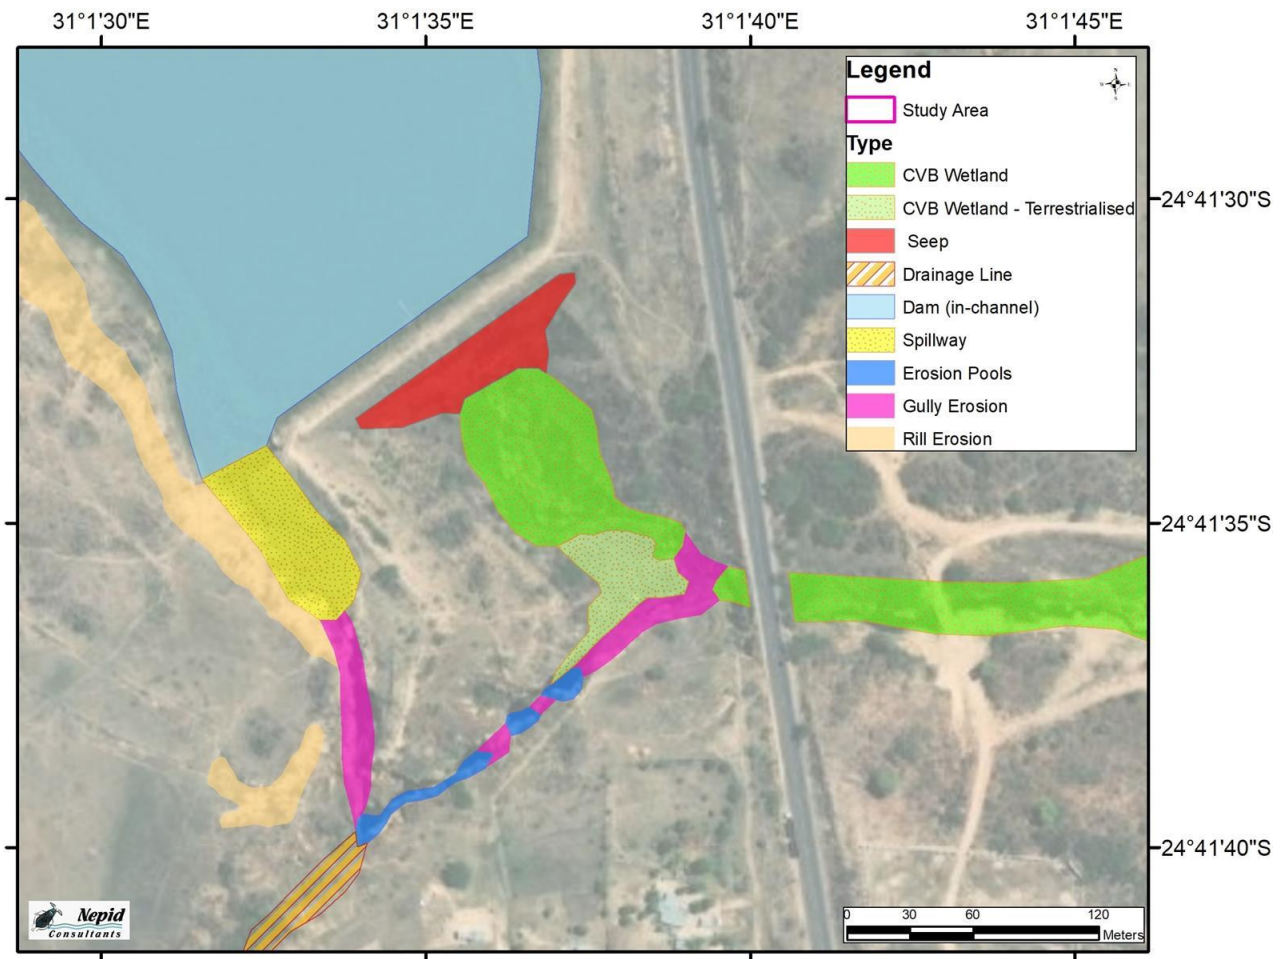 31°1'30"E 31°1'35"E 31°1'40"E 31°1'45"E
Legend
N
W E
S
Study Area
Type
CVB Wetland
24°41'30"S
CVB Wetland - Terrestrialised
Seep
Drainage Line
Dam (in-channel)
Spillway
Erosion Pools
Gully Erosion
Rill Erosion
24°41'35"S
24°41'40"S
Nepid
Consultants
0 30 60 120
Meters